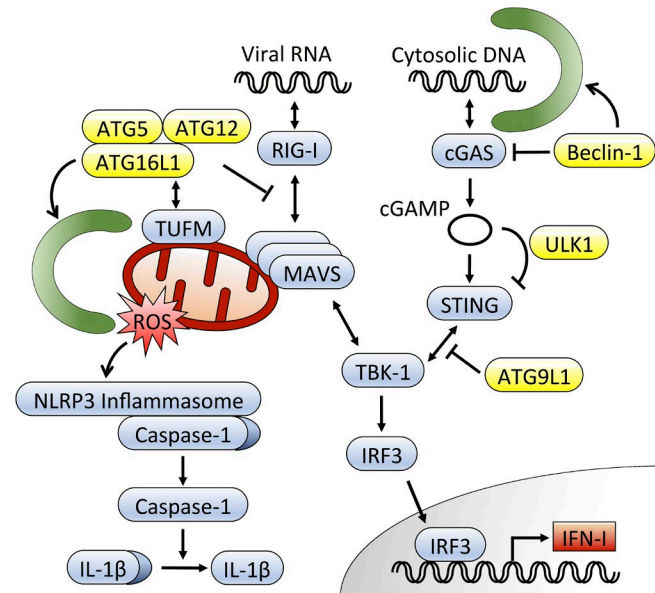 Viral RNA
Cytosolic DNA
ATG5
ATG12
ATG16L1
RIG-I
cGAS
Beclin-1
cGAMP
TUFM
ULK1
MAVS
STING
ROS
TBK-1
ATG9L1
NLRP3 Inflammasome
Caspase-1
IRF3
Caspase-1
IRF3
IFN-I
IL-1β
IL-1β